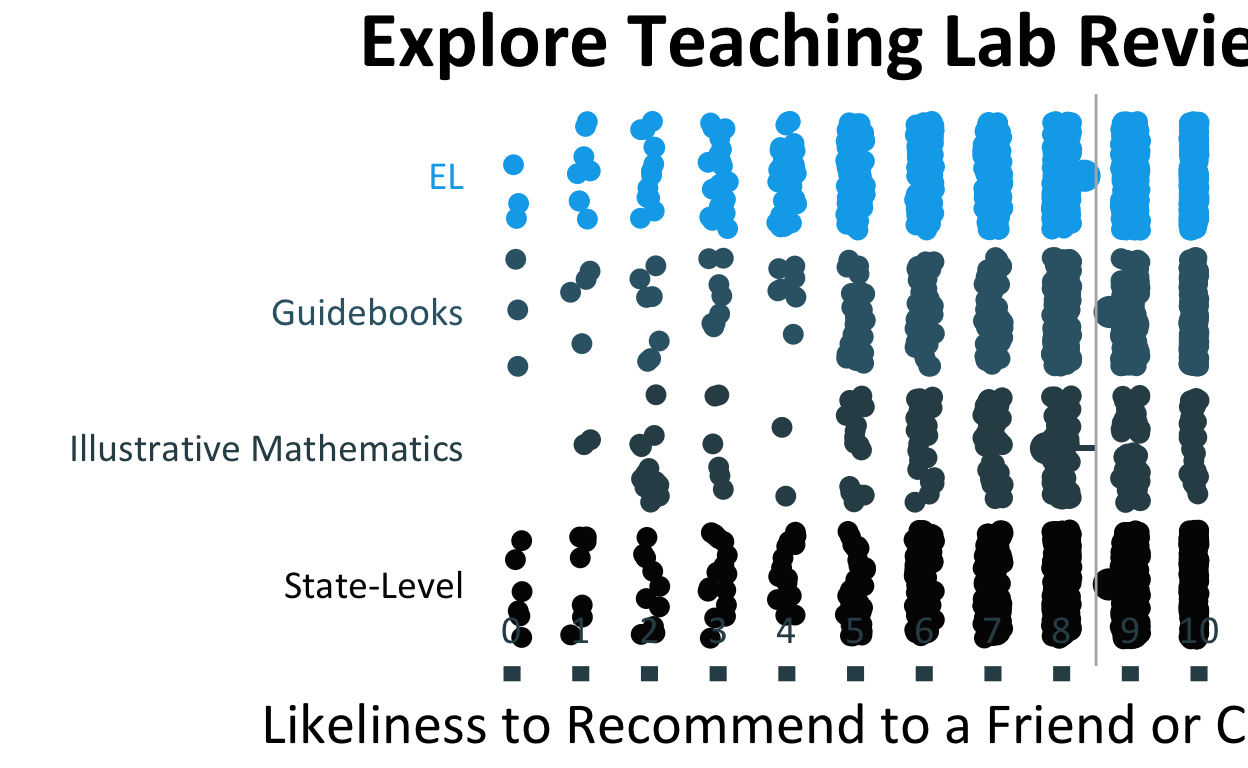 Explore Teaching Lab Revie
EL
Guidebooks
Illustrative Mathematics
State-Level
0 1 2 3 4 5 6 7 8 9 10
Likeliness to Recommend to a Friend or C